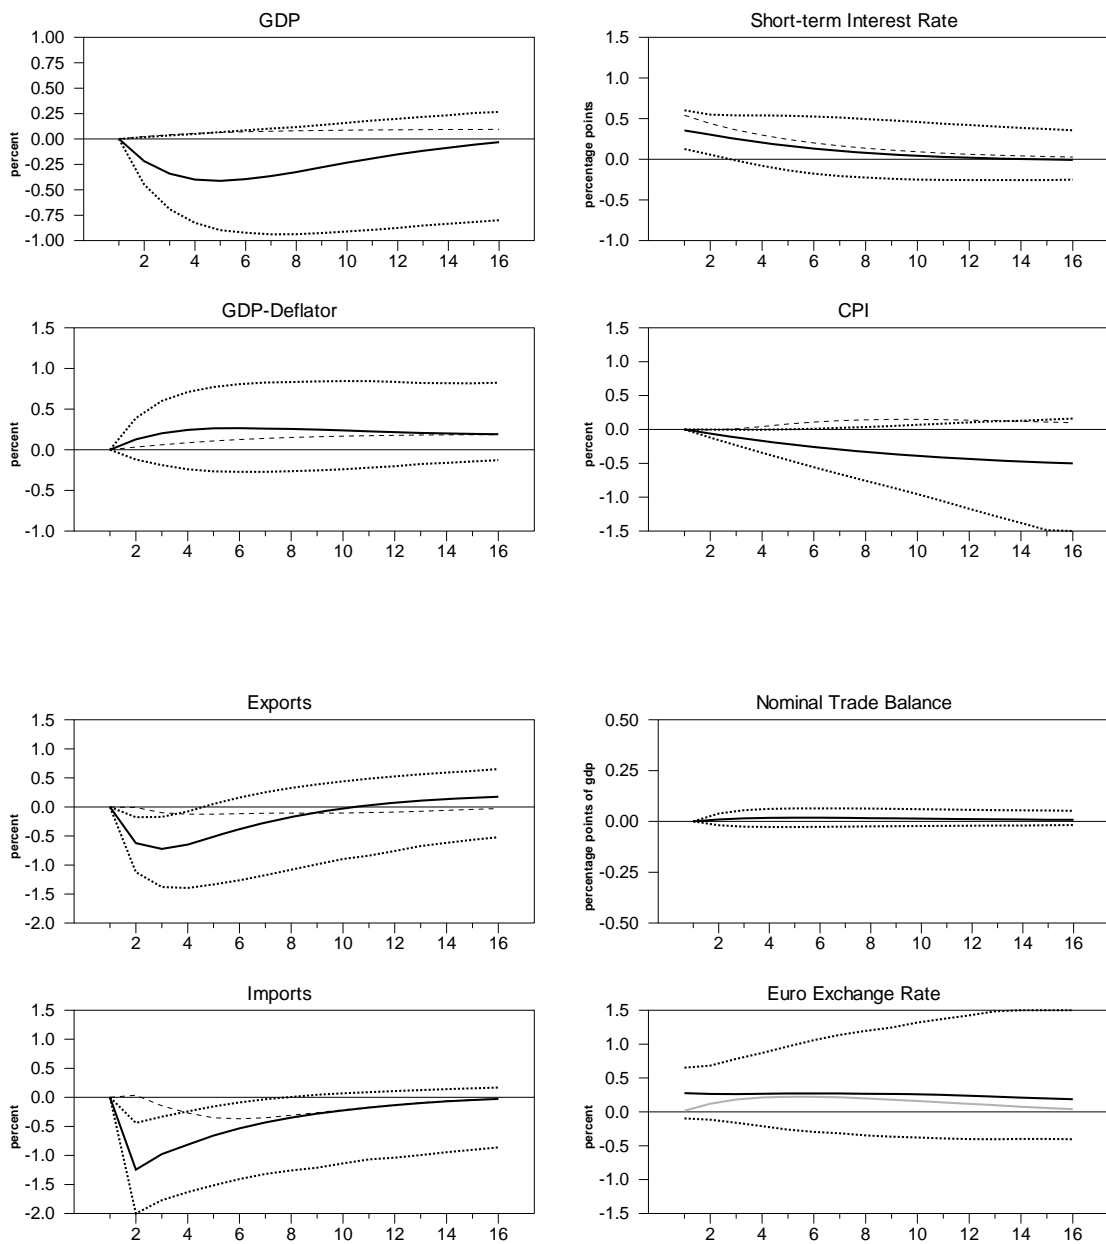 GDP
percent
1.00
0.75
0.50
0.25
0.00
-0.25
-0.50
-0.75
-1.00
2 4 6 8 10 12 14 16
Short-term Interest Rate
percentage points
1.5
1.0
0.5
0.0
-0.5
-1.0
2 4 6 8 10 12 14 16
GDP-Deflator
percent
1.5
1.0
0.5
0.0
-0.5
-1.0
2 4 6 8 10 12 14 16
CPI
percent
1.5
1.0
0.5
0.0
-0.5
-1.0
-1.5
2 4 6 8 10 12 14 16
Exports
percent
1.5
1.0
0.5
0.0
-0.5
-1.0
-1.5
-2.0
2 4 6 8 10 12 14 16
Nominal Trade Balance
percentage points of gdp
0.50
0.25
0.00
-0.25
-0.50
2 4 6 8 10 12 14 16
Imports
percent
1.5
1.0
0.5
0.0
-0.5
-1.0
-1.5
-2.0
2 4 6 8 10 12 14 16
Euro Exchange Rate
percent
1.5
1.0
0.5
0.0
-0.5
-1.0
-1.5
2 4 6 8 10 12 14 16